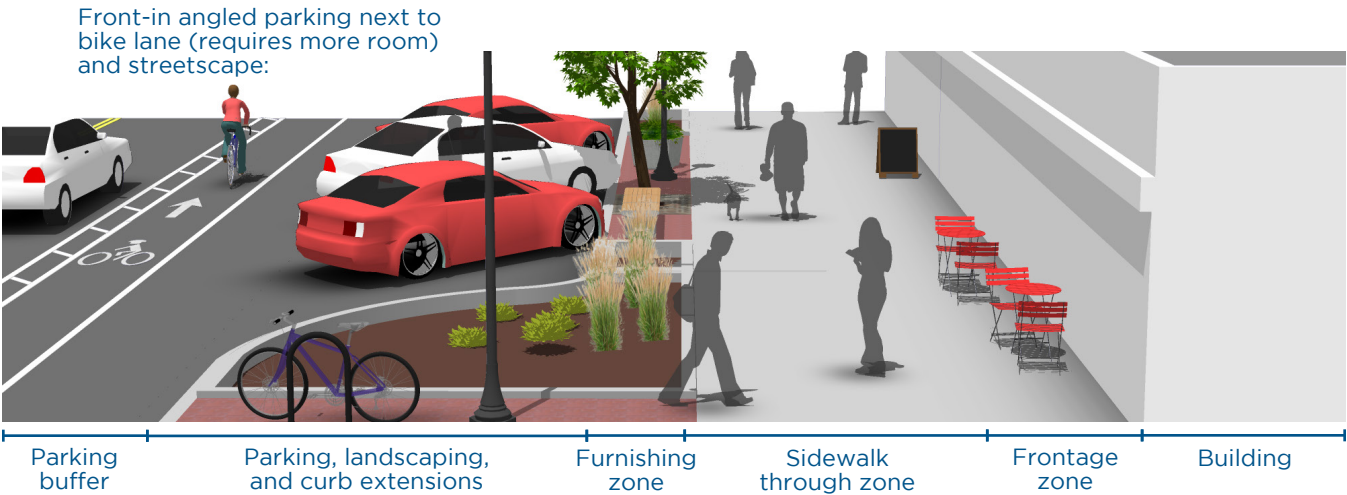 Front-in angled parking next to
bike lane (requires more room)
and streetscape:
Parking
buffer
Parking, landscaping,
and curb extensions
Furnishing
zone
Sidewalk
through zone
Frontage
zone
Building